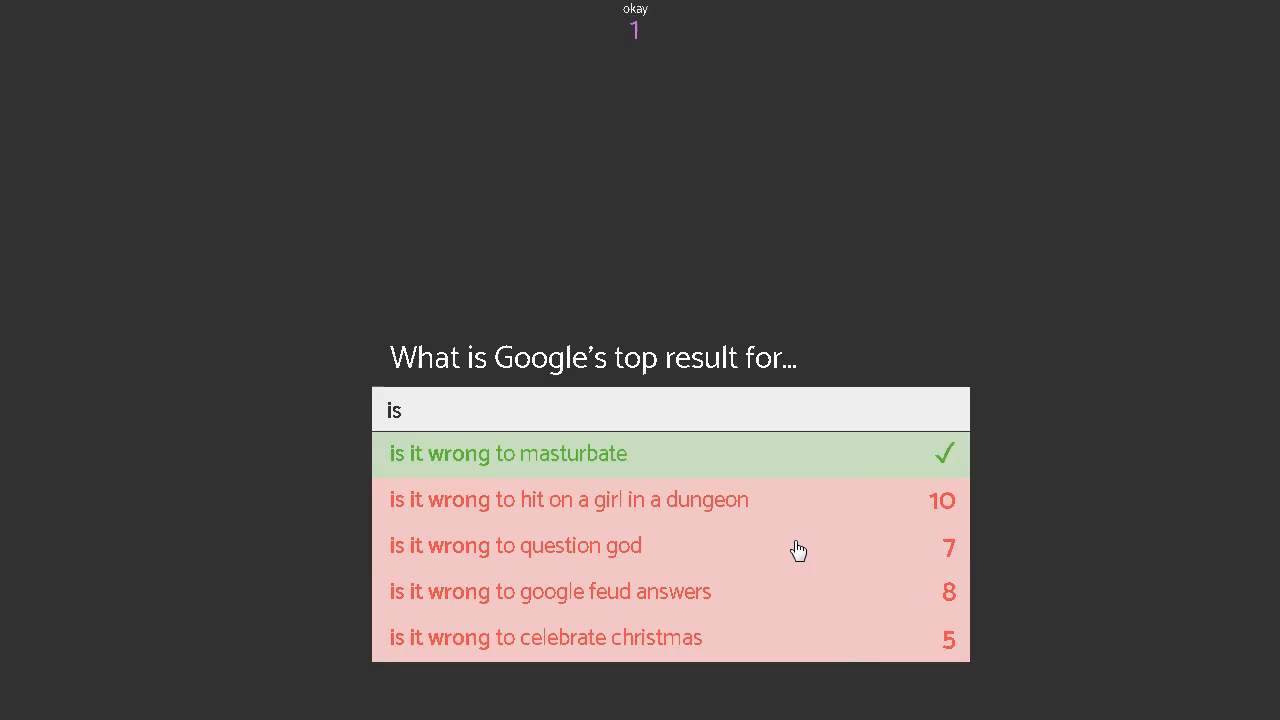 okay
1
What is Google's top result for...
is
is it wrong to masturbate ✓
is it wrong to hit on a girl in a dungeon 10
is it wrong to question god 7
is it wrong to google feud answers 8
is it wrong to celebrate christmas 5